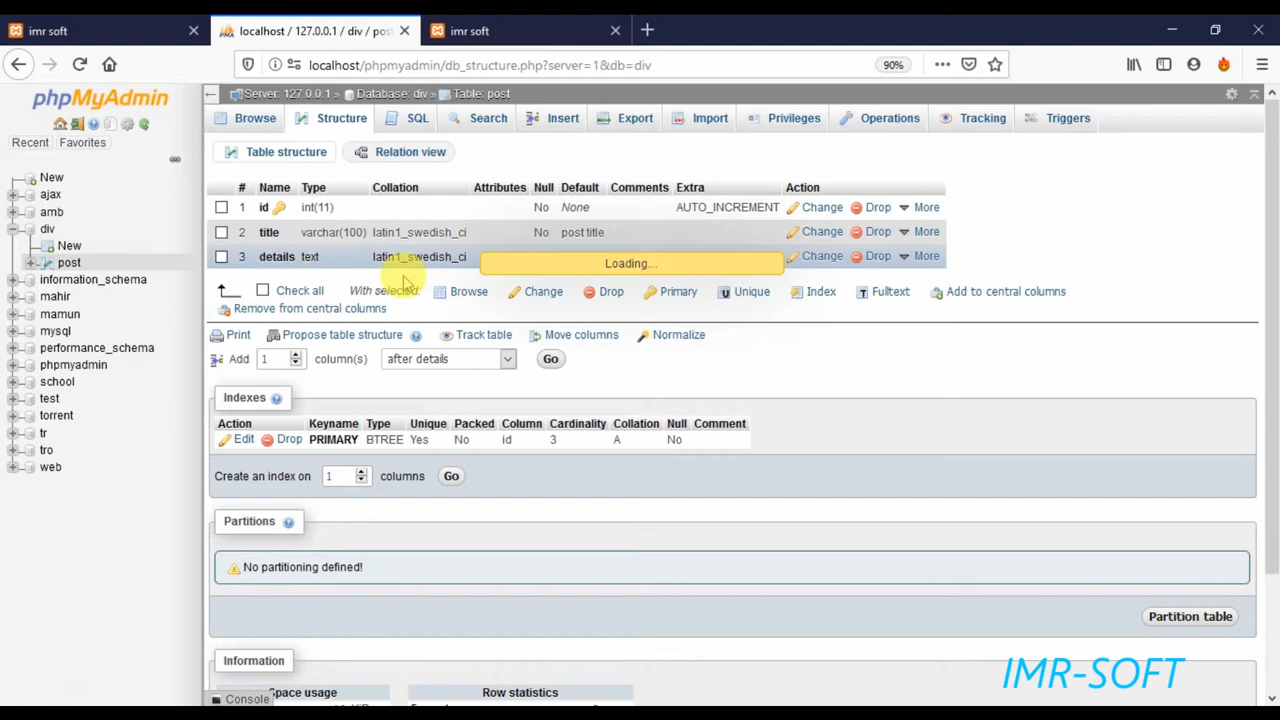 imr soft
localhost / 127.0.0.1 / div / post
imr soft
localhost/phpmyadmin/db_structure.php?server=1&db=div
90%
phpMyAdmin
Recent
Favorites
New
ajax
amb
div
New
post
information_schema
mahir
mamun
mysql
performance_schema
phpmyadmin
school
test
torrent
tr
tro
web
Server: 127.0.0.1 » Database: div » Table: post
Browse Structure SQL Search Insert Export Import Privileges Operations Tracking Triggers
Table structure Relation view
# Name Type Collation Attributes Null Default Comments Extra Action
1 id int(11) No None AUTO_INCREMENT Change Drop More
2 title varchar(100) latin1_swedish_ci No post title Change Drop More
3 details text latin1_swedish_ci Change Drop More
Loading...
Check all With selected: Browse Change Drop Primary Unique Index Fulltext Add to central columns
Remove from central columns
Print Propose table structure Track table Move columns Normalize
Add 1 column(s) after details Go
Indexes
Action Keyname Type Unique Packed Column Cardinality Collation Null Comment
Edit Drop PRIMARY BTREE Yes No id 3 A No
Create an index on 1 columns Go
Partitions
No partitioning defined!
Partition table
Information
Space usage Row statistics
Console
IMR-SOFT